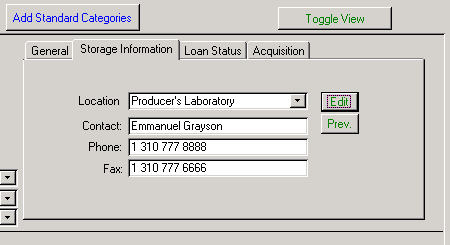 Add Standard Categories Toggle View
General Storage Information Loan Status Acquisition
Location Producer's Laboratory Edit
Contact: Emmanuel Grayson Prev.
Phone: 1 310 777 8888
Fax: 1 310 777 6666